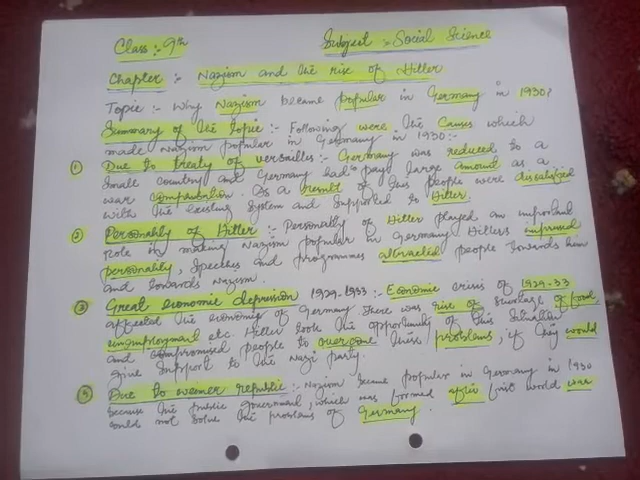 Class :- 9th Subject :- Social Science
Chapter :- Nazism and the rise of Hitler
Topic :- Why Nazism became popular in Germany in 1930?
Summary of the topic :- Following were the causes which
made Nazism popular in Germany in 1930:-
① Due to treaty of versailles :- Germany was reduced to a
small country and Germany had to pay large amount as a
war compensation. As a result of this people were dissatisfied
with the existing system and supported to Hitler.
② Personality of Hitler :- Personality of Hitler played an important
role in making Nazism popular in Germany Hitlers
personality, speeches and programmes attracted people towards him
and towards Nazism.
③ Great economic depression 1929-1933 :- Economic crisis of 1929-33
affected the economy of Germany There was rise of shortage of food
unemployment etc. Hitler took the opportunity of this situation
and people to overcome these problems, if they would
give support to the Nazi party.
Due to republic :- Nazism became popular in Germany in 1930
because the government, which was formed after first world war
could not solve the problems of Germany.